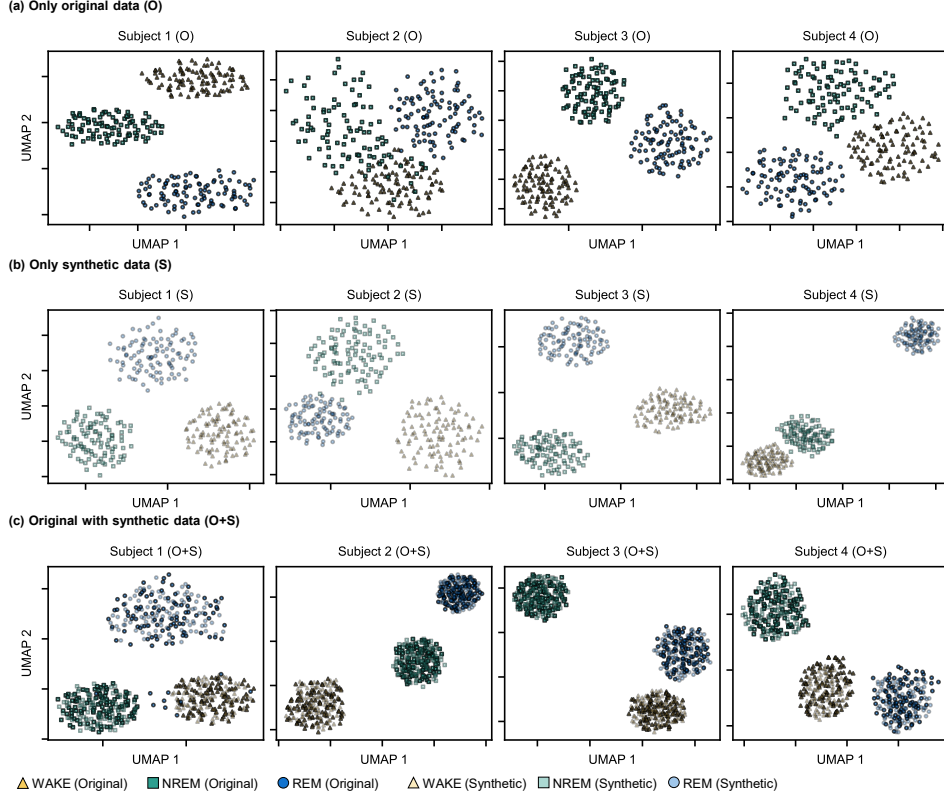 (a) Only original data (O)
Subject 1 (O) Subject 2 (O) Subject 3 (O) Subject 4 (O)
UMAP 2
UMAP 1 UMAP 1 UMAP 1 UMAP 1
(b) Only synthetic data (S)
Subject 1 (S) Subject 2 (S) Subject 3 (S) Subject 4 (S)
UMAP 2
UMAP 1 UMAP 1 UMAP 1 UMAP 1
(c) Original with synthetic data (O+S)
Subject 1 (O+S) Subject 2 (O+S) Subject 3 (O+S) Subject 4 (O+S)
UMAP 2
UMAP 1 UMAP 1 UMAP 1 UMAP 1
WAKE (Original) NREM (Original) REM (Original) WAKE (Synthetic) NREM (Synthetic) REM (Synthetic)